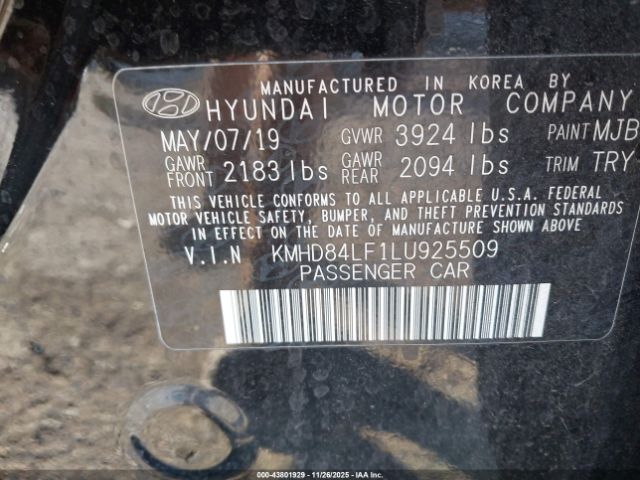 MANUFACTURED IN KOREA BY
HYUNDAI MOTOR COMPANY
MAY/07/19 GVWR 3924 lbs PAINT MJB
GAWR FRONT 2183 lbs GAWR REAR 2094 lbs TRIM TRY
THIS VEHICLE CONFORMS TO ALL APPLICABLE U.S.A. FEDERAL
MOTOR VEHICLE SAFETY, BUMPER, AND THEFT PREVENTION
STANDARDS IN EFFECT ON THE DATE OF MANUFACTURE SHOWN ABOVE
V.I.N KMHD84LF1LU925509
PASSENGER CAR
000-43801929 - 11/26/2025 - IAA Inc.